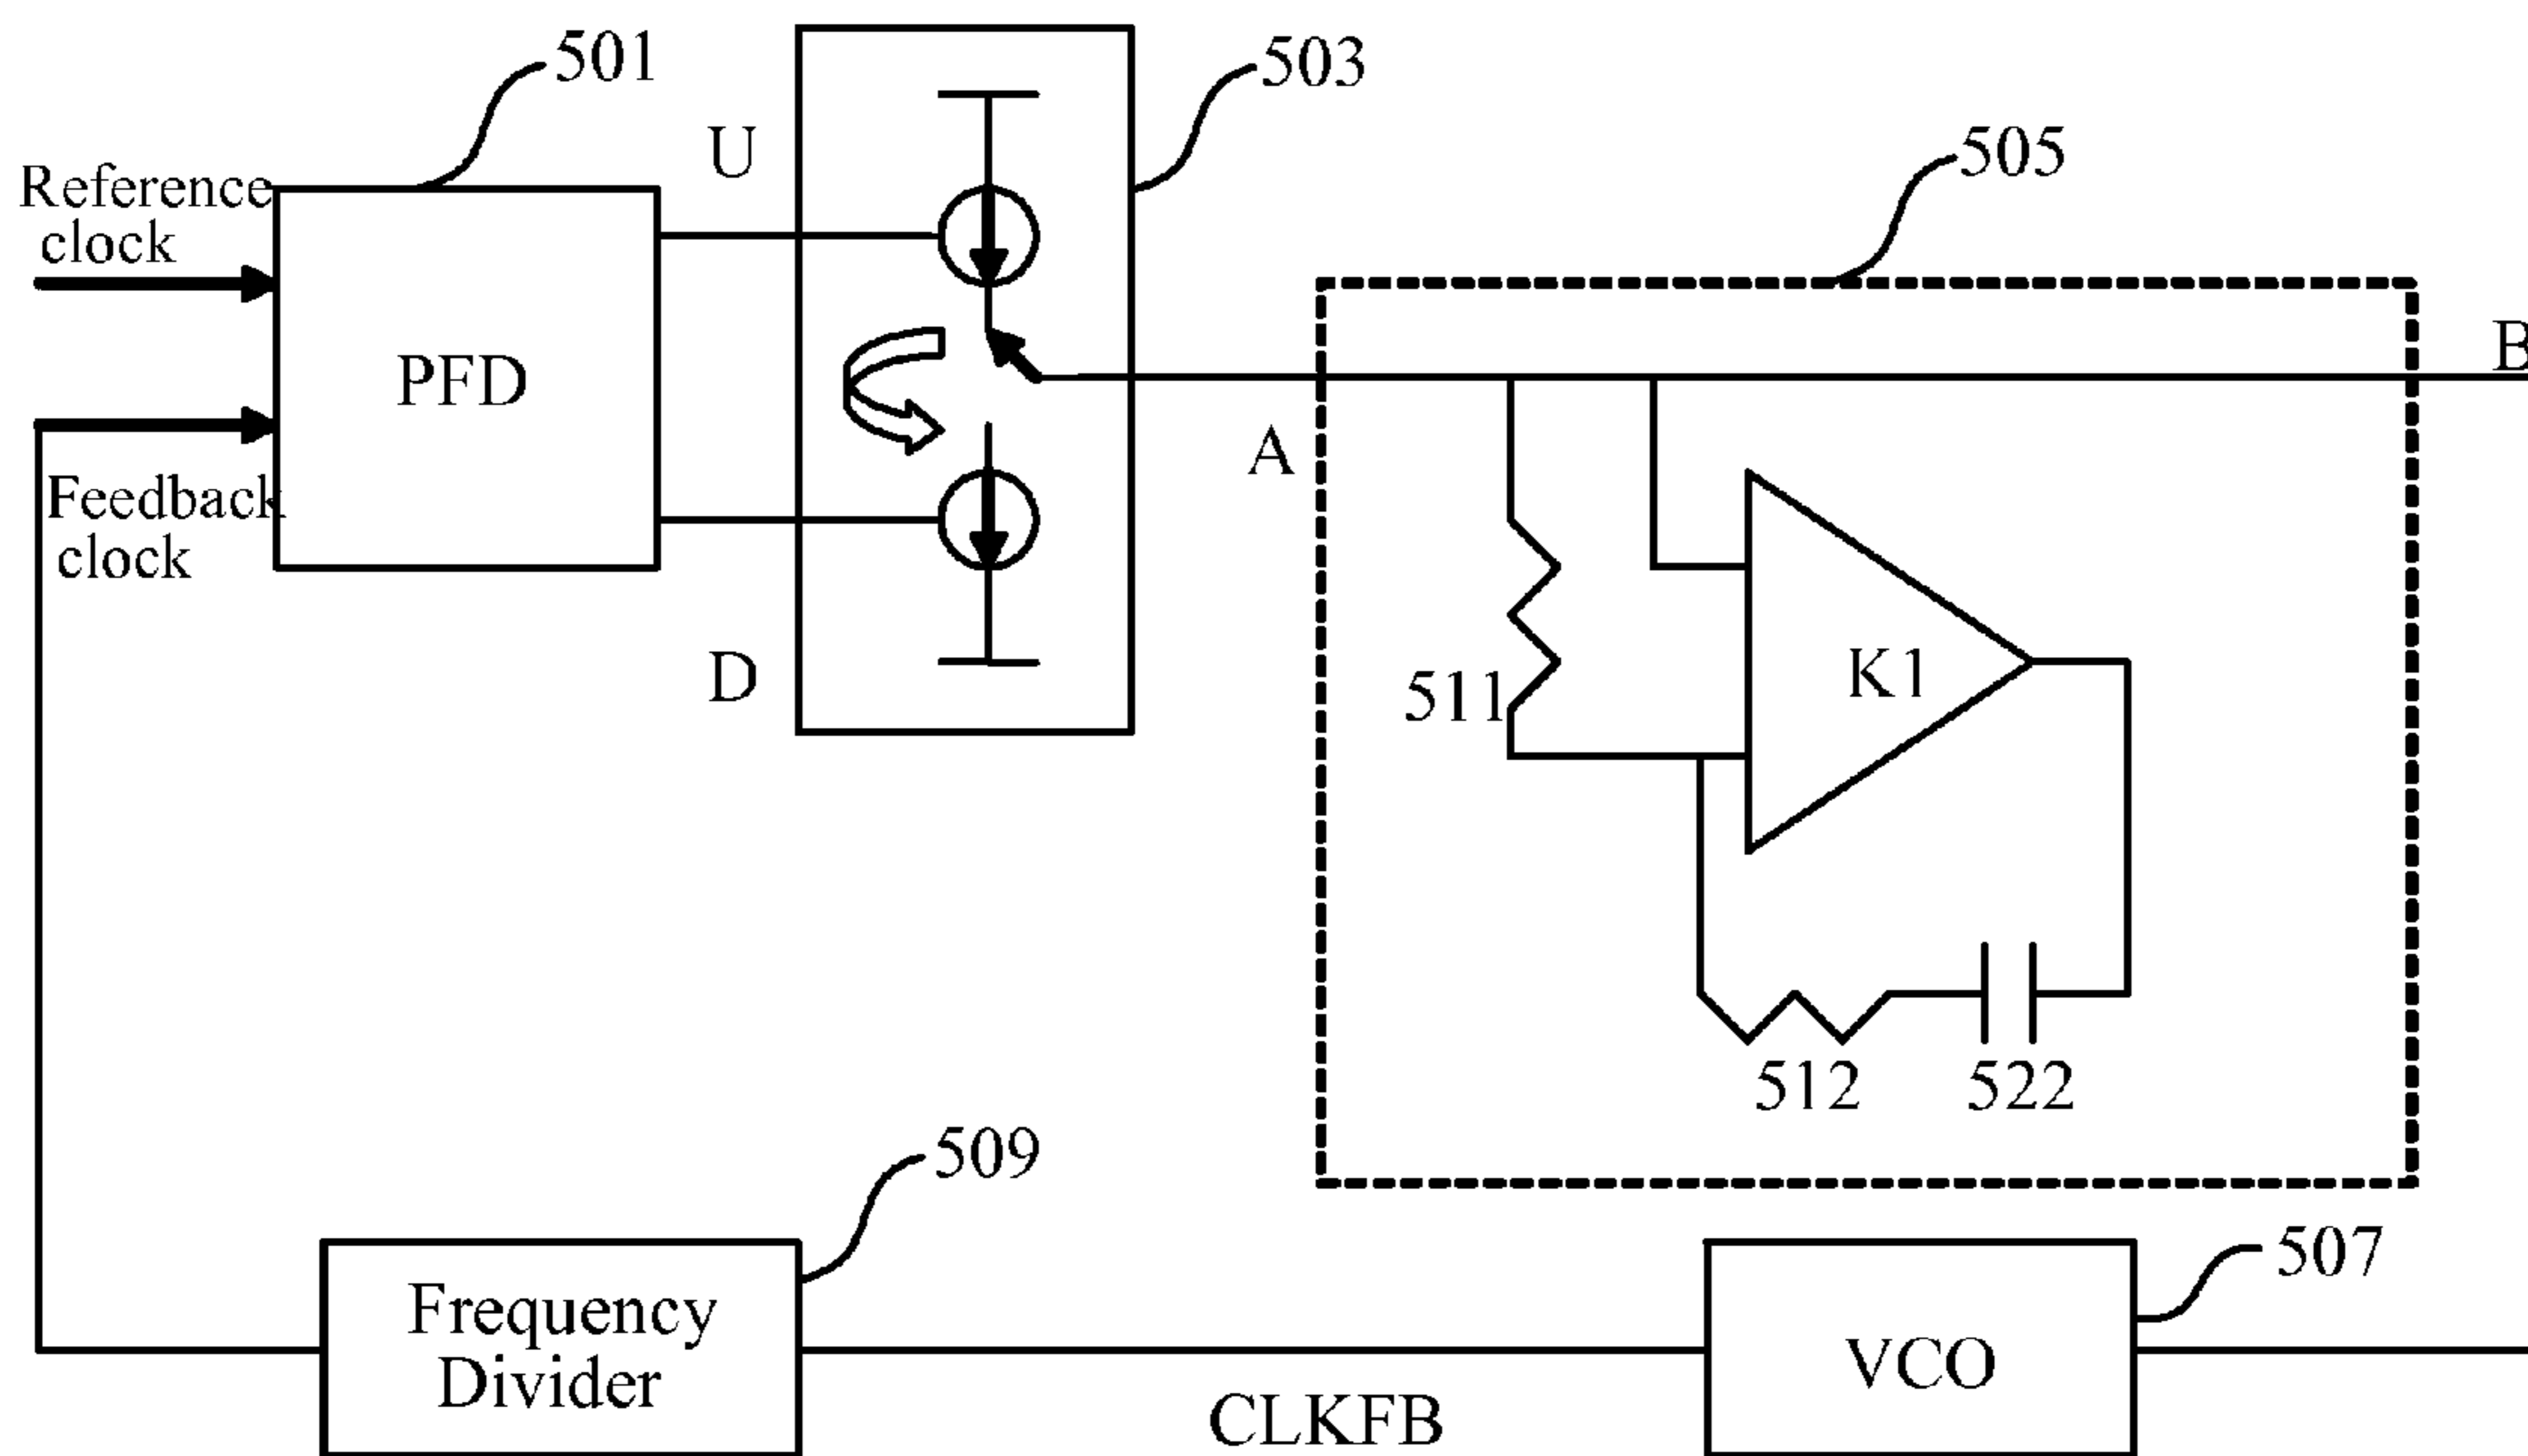 501
503
505
U
Reference
clock
PFD
Feedback
clock
D
A
B
K1
511
512
522
509
507
Frequency
Divider
VCO
CLKFB